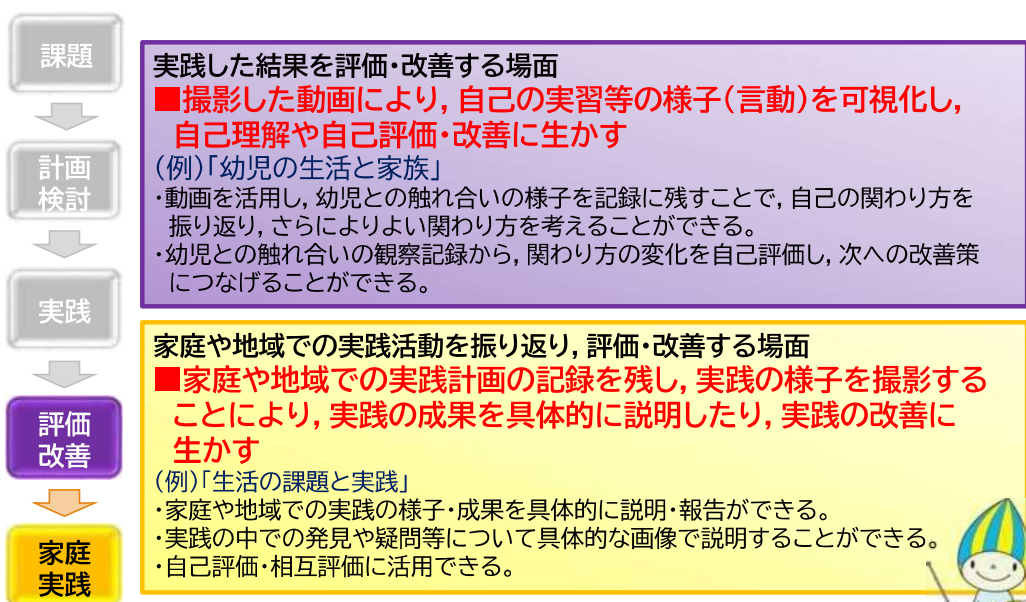 課題
計画
検討
実践
評価
改善
家庭
実践
実践した結果を評価・改善する場面
■撮影した動画により，自己の実習等の様子（言動）を可視化し，
自己理解や自己評価・改善に生かす
（例）「幼児の生活と家族」
・動画を活用し，幼児との触れ合いの様子を記録に残すことで，自己の関わり方を
振り返り，さらによりよい関わり方を考えることができる。
・幼児との触れ合いの観察記録から，関わり方の変化を自己評価し，次への改善策
につなげることができる。
家庭や地域での実践活動を振り返り，評価・改善する場面
■家庭や地域での実践計画の記録を残し，実践の様子を撮影する
ことにより，実践の成果を具体的に説明したり，実践の改善に
生かす
（例）「生活の課題と実践」
・家庭や地域での実践の様子・成果を具体的に説明・報告ができる。
・実践の中での発見や疑問等について具体的な画像で説明することができる。
・自己評価・相互評価に活用できる。